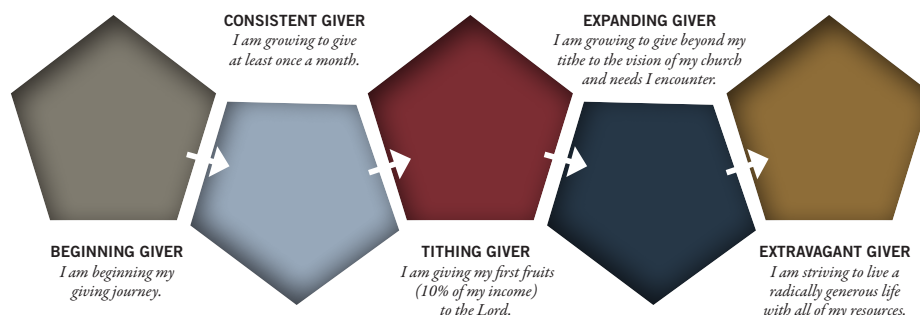 BEGINNING GIVER
I am beginning my
giving journey.
CONSISTENT GIVER
I am growing to give
at least once a month.
TITHING GIVER
I am giving my first fruits
(10% of my income)
to the Lord.
EXPANDING GIVER
I am growing to give beyond my
tithe to the vision of my church
and needs I encounter.
EXTRAVAGANT GIVER
I am striving to live a
radically generous life
with all of my resources.